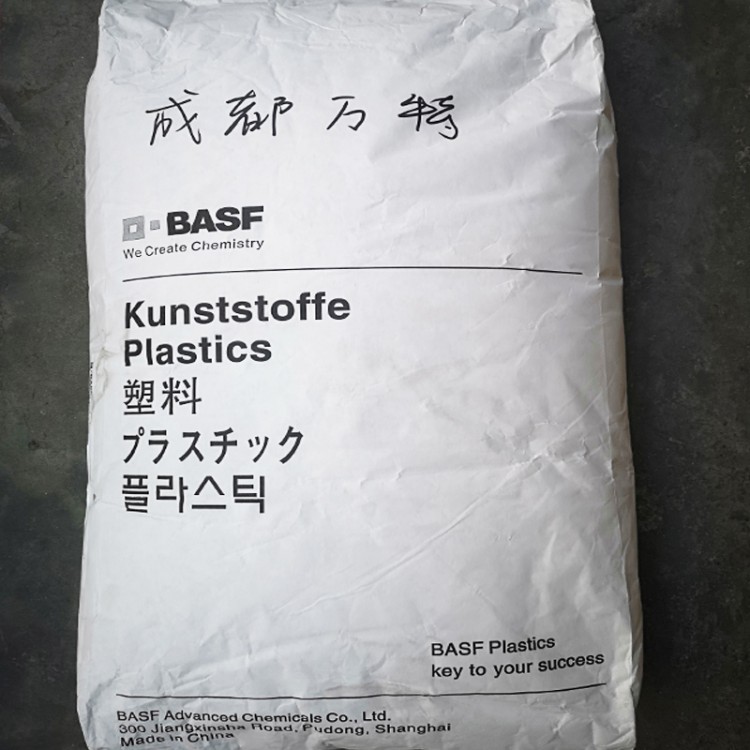 成都万特
BASF
We Create Chemistry
Kunststoffe
Plastics
塑料
プラスチック
플라스틱
BASF Plastics
key to your success
BASF Advanced Chemicals Co., Ltd.
300 Jiangxinsha Road, Pudong, Shanghai
Made in China